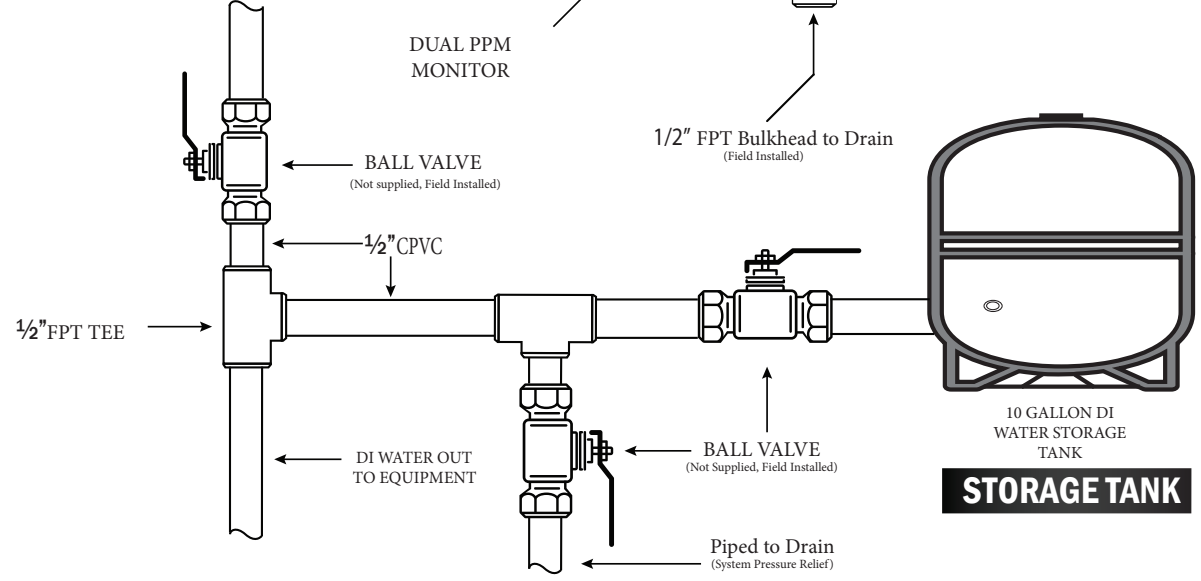 DUAL PPM
MONITOR
1/2" FPT Bulkhead to Drain
(Field Installed)
BALL VALVE
(Not supplied, Field Installed)
½"CPVC
½"FPT TEE
10 GALLON DI
WATER STORAGE
TANK
STORAGE TANK
DI WATER OUT
TO EQUIPMENT
BALL VALVE
(Not Supplied, Field Installed)
Piped to Drain
(System Pressure Relief)